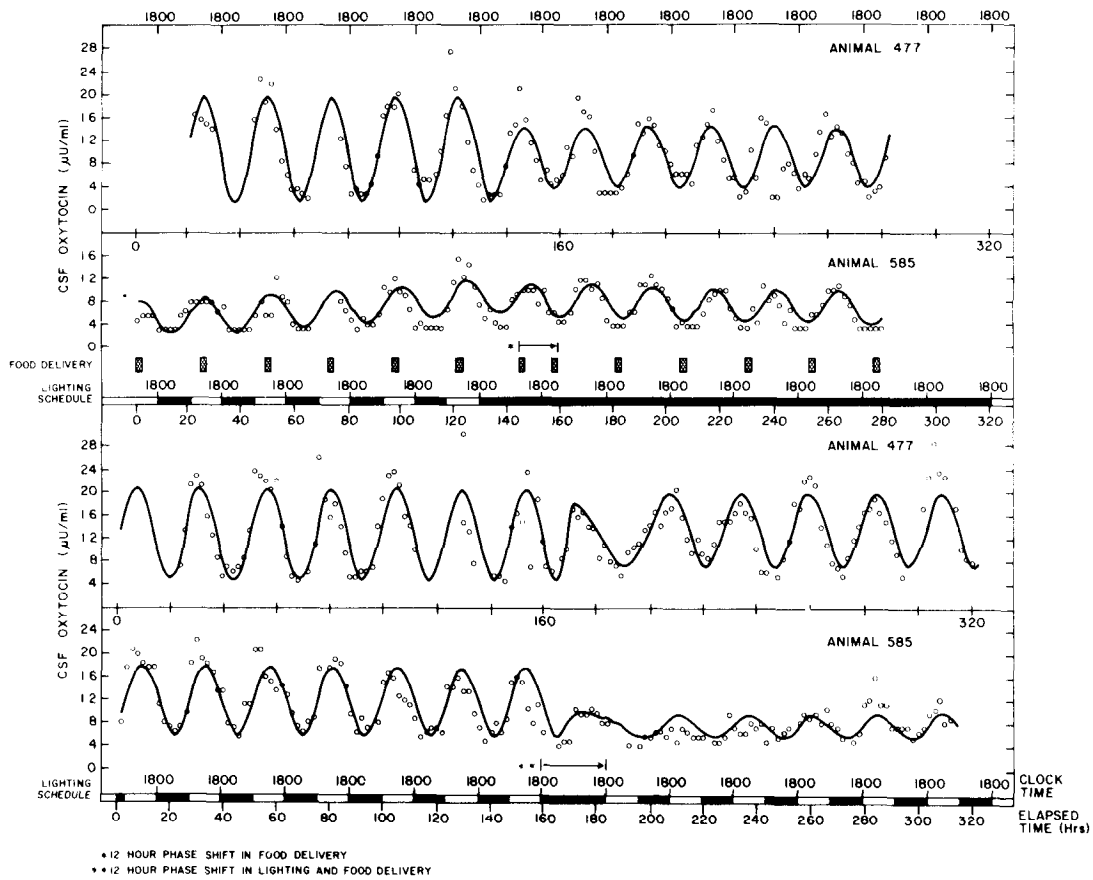 1800 1800 1800 1800 1800 1800 1800 1800 1800 1800 1800 1800 1800 1800
ANIMAL 477
28
24
20
16
12
8
4
0
CSF OXYTOCIN (μU/ml)
0 160 320
ANIMAL 585
16
12
8
4
0
*
FOOD DELIVERY
LIGHTING SCHEDULE
1800 1800 1800 1800 1800 1800 1800 1800 1800 1800 1800 1800 1800 1800
0 20 40 60 80 100 120 140 160 180 200 220 240 260 280 300 320
ANIMAL 477
28
24
20
16
12
8
4
CSF OXYTOCIN (μU/ml)
0 160 320
ANIMAL 585
24
20
16
12
8
4
0
**
LIGHTING SCHEDULE
1800 1800 1800 1800 1800 1800 1800 1800 1800 1800 1800 1800 1800 1800
CLOCK TIME
0 20 40 60 80 100 120 140 160 180 200 220 240 260 280 300 320
ELAPSED TIME (Hrs)
* 12 HOUR PHASE SHIFT IN FOOD DELIVERY
** 12 HOUR PHASE SHIFT IN LIGHTING AND FOOD DELIVERY